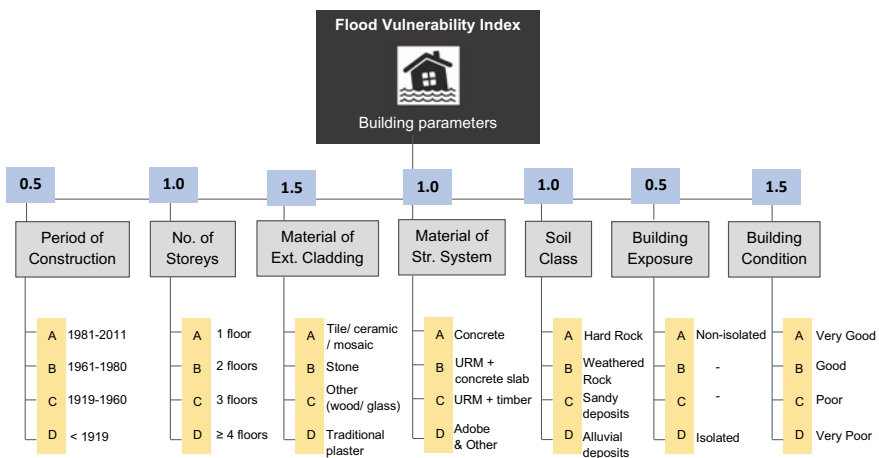 Flood Vulnerability Index
Building parameters
0.5
1.0
1.5
1.0
1.0
0.5
1.5
Period of
Construction
No. of
Storeys
Material of
Ext. Cladding
Material of
Str. System
Soil
Class
Building
Exposure
Building
Condition
A 1981-2011
B 1961-1980
C 1919-1960
D < 1919
A 1 floor
B 2 floors
C 3 floors
D ≥ 4 floors
A Tile/ ceramic
/ mosaic
B Stone
C Other
(wood/ glass)
D Traditional
plaster
A Concrete
B URM +
concrete slab
C URM + timber
D Adobe
& Other
A Hard Rock
B Weathered
Rock
C Sandy
deposits
D Alluvial
deposits
A Non-isolated
B -
C -
D Isolated
A Very Good
B Good
C Poor
D Very Poor